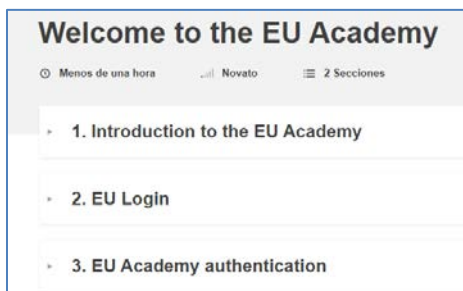 Welcome to the EU Academy
Menos de una hora Novato 2 Secciones
1. Introduction to the EU Academy
2. EU Login
3. EU Academy authentication